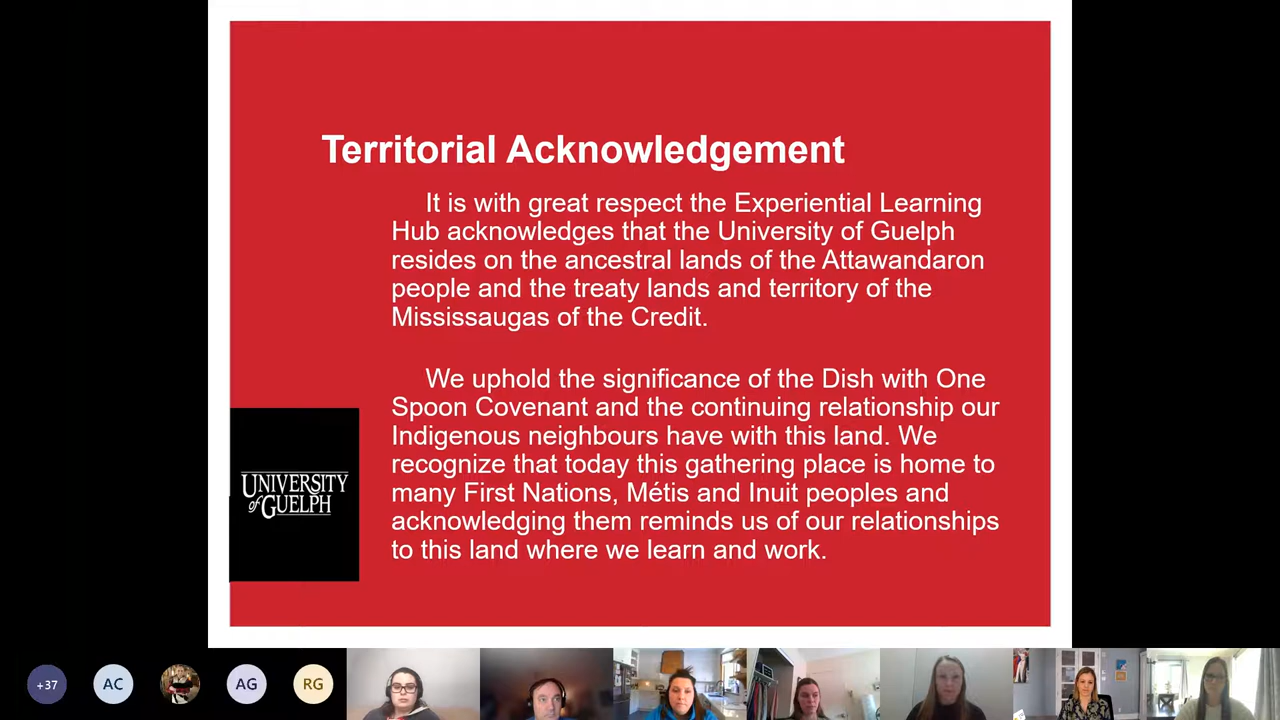 Territorial Acknowledgement
It is with great respect the Experiential Learning
Hub acknowledges that the University of Guelph
resides on the ancestral lands of the Attawandaron
people and the treaty lands and territory of the
Mississaugas of the Credit.
We uphold the significance of the Dish with One
Spoon Covenant and the continuing relationship our
Indigenous neighbours have with this land. We
recognize that today this gathering place is home to
many First Nations, Métis and Inuit peoples and
acknowledging them reminds us of our relationships
to this land where we learn and work.
UNIVERSITY
of GUELPH
+37
AC
AG
RG